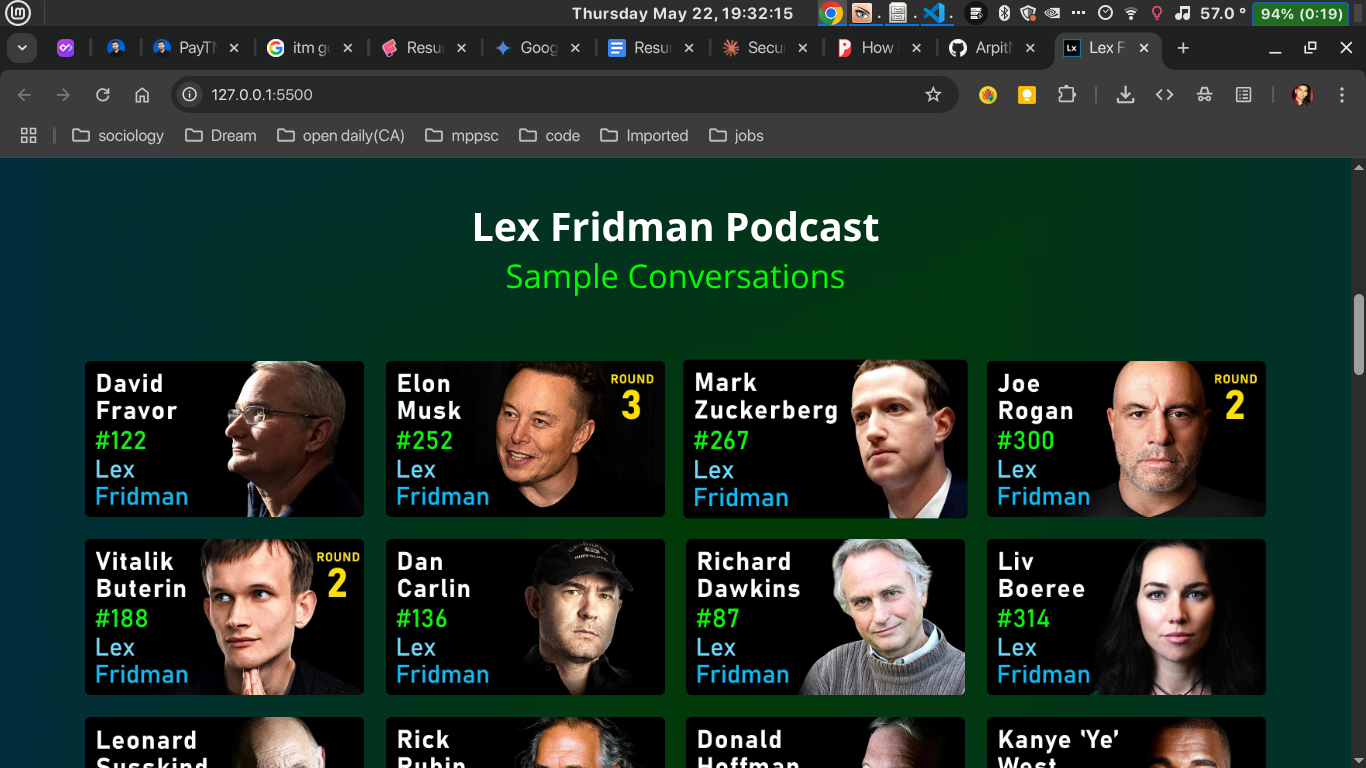 Thursday May 22, 19:32:15
57.0 °
94% (0:19)
PayT
itm g
Resu
Goog
Resu
Secu
How
Arpit
Lex F
127.0.0.1:5500
sociology
Dream
open daily(CA)
mppsc
code
Imported
jobs
Lex Fridman Podcast
Sample Conversations
David
Fravor
#122
Lex
Fridman
Elon
Musk
#252
Lex
Fridman
ROUND
3
Mark
Zuckerberg
#267
Lex
Fridman
Joe
Rogan
#300
Lex
Fridman
ROUND
2
Vitalik
Buterin
#188
Lex
Fridman
ROUND
2
Dan
Carlin
#136
Lex
Fridman
Richard
Dawkins
#87
Lex
Fridman
Liv
Boeree
#314
Lex
Fridman
Leonard
Susskind
Rick
Rubin
Donald
Hoffman
Kanye ‘Ye’
West